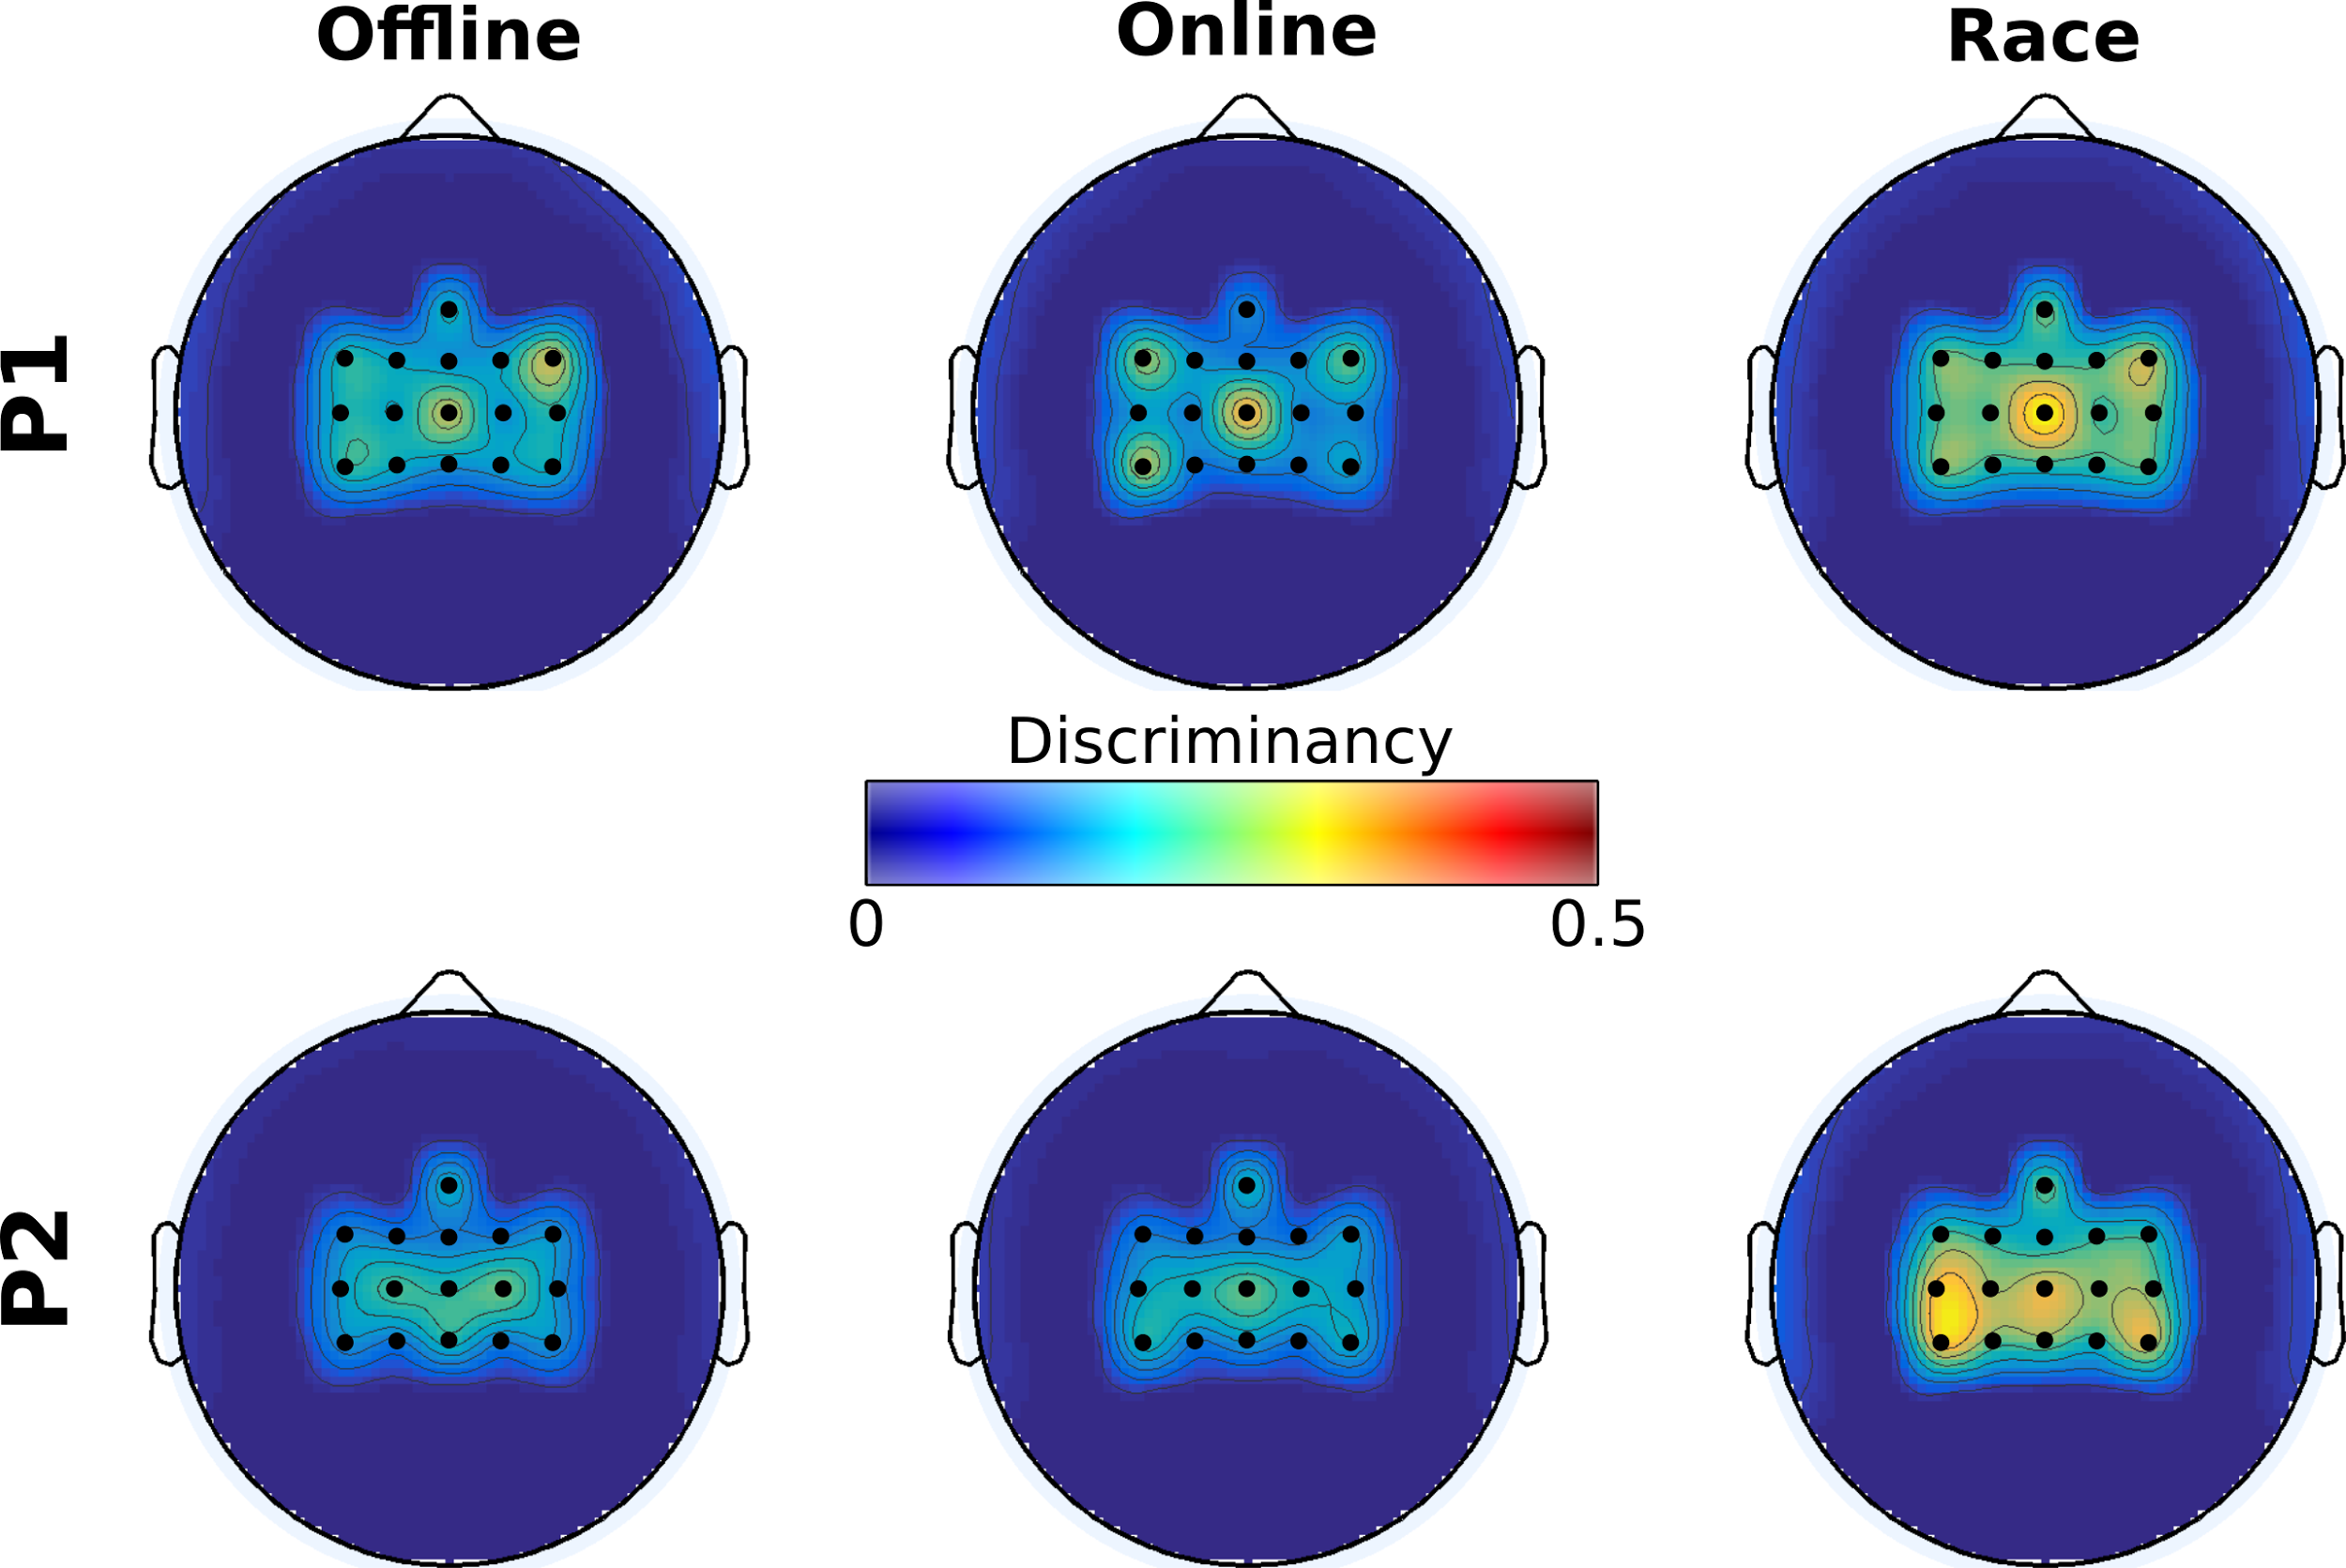 Offline
Online
Race
P1
Discriminancy
0
0.5
P2